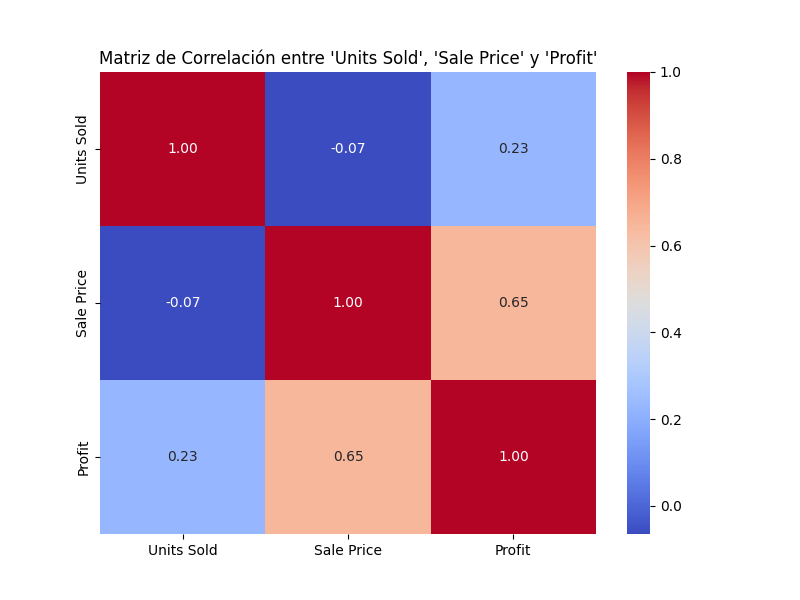 Matriz de Correlación entre 'Units Sold', 'Sale Price' y 'Profit'
Units Sold
1.00
-0.07
0.23
Sale Price
-0.07
1.00
0.65
Profit
0.23
0.65
1.00
Units Sold
Sale Price
Profit
1.0
0.8
0.6
0.4
0.2
0.0